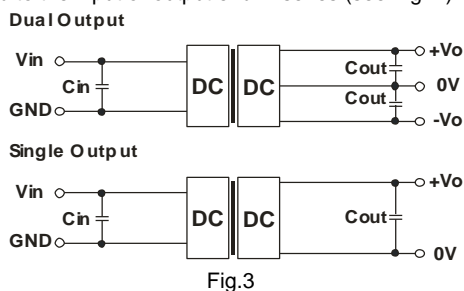 Dual Output
Vin
Cin
GND
DC DC
Cout
Cout
+Vo
0V
-Vo
Single Output
Vin
Cin
GND
DC DC
Cout
+Vo
0V
Fig.3